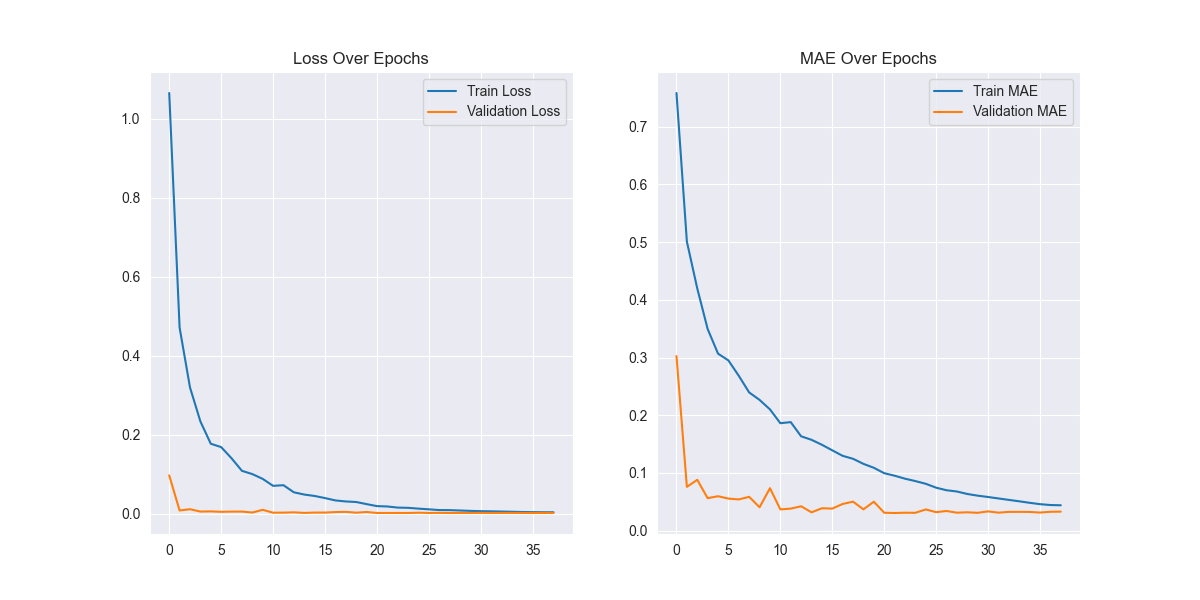 Loss Over Epochs
Train Loss
Validation Loss
1.0
0.8
0.6
0.4
0.2
0.0
0 5 10 15 20 25 30 35
MAE Over Epochs
Train MAE
Validation MAE
0.7
0.6
0.5
0.4
0.3
0.2
0.1
0.0
0 5 10 15 20 25 30 35